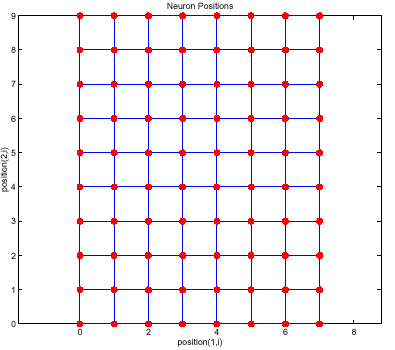 Neuron Positions
9
8
7
6
5
4
3
2
1
0
position(2,i)
0 2 4 6 8
position(1,i)